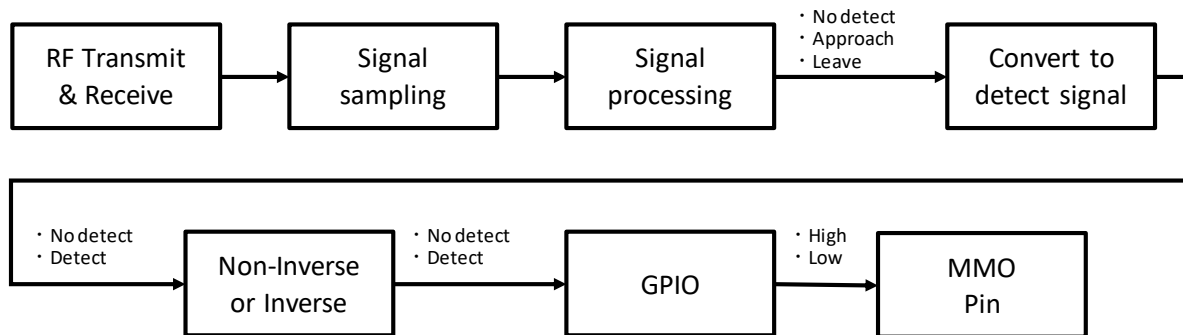 RF Transmit
& Receive
Signal
sampling
Signal
processing
・No detect
・Approach
・Leave
Convert to
detect signal
・No detect
・Detect
Non-Inverse
or Inverse
・No detect
・Detect
GPIO
・High
・Low
MMO
Pin